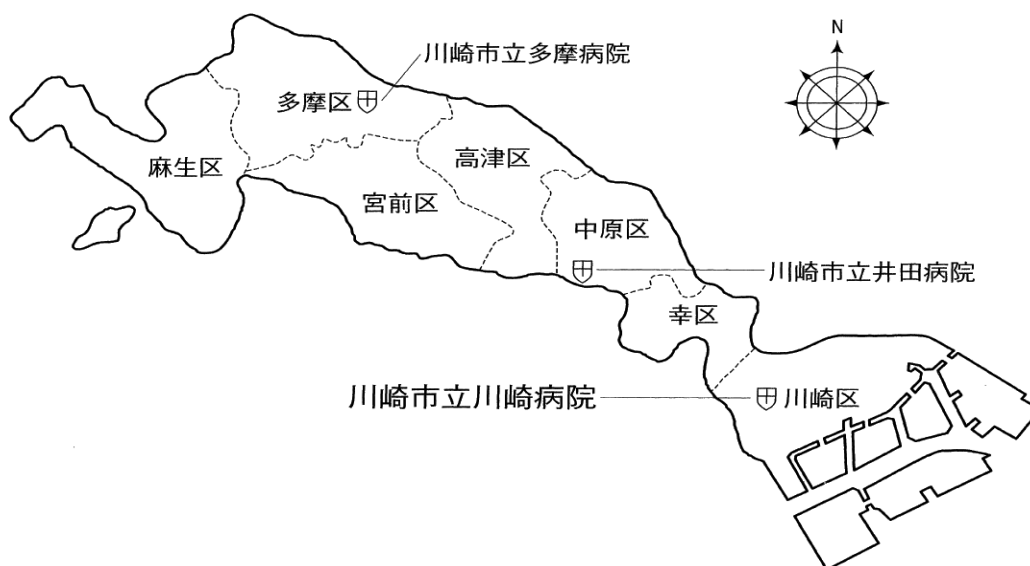 N
川崎市立多摩病院
多摩区
高津区
麻生区
宮前区
中原区
川崎市立井田病院
幸区
川崎市立川崎病院
川崎区